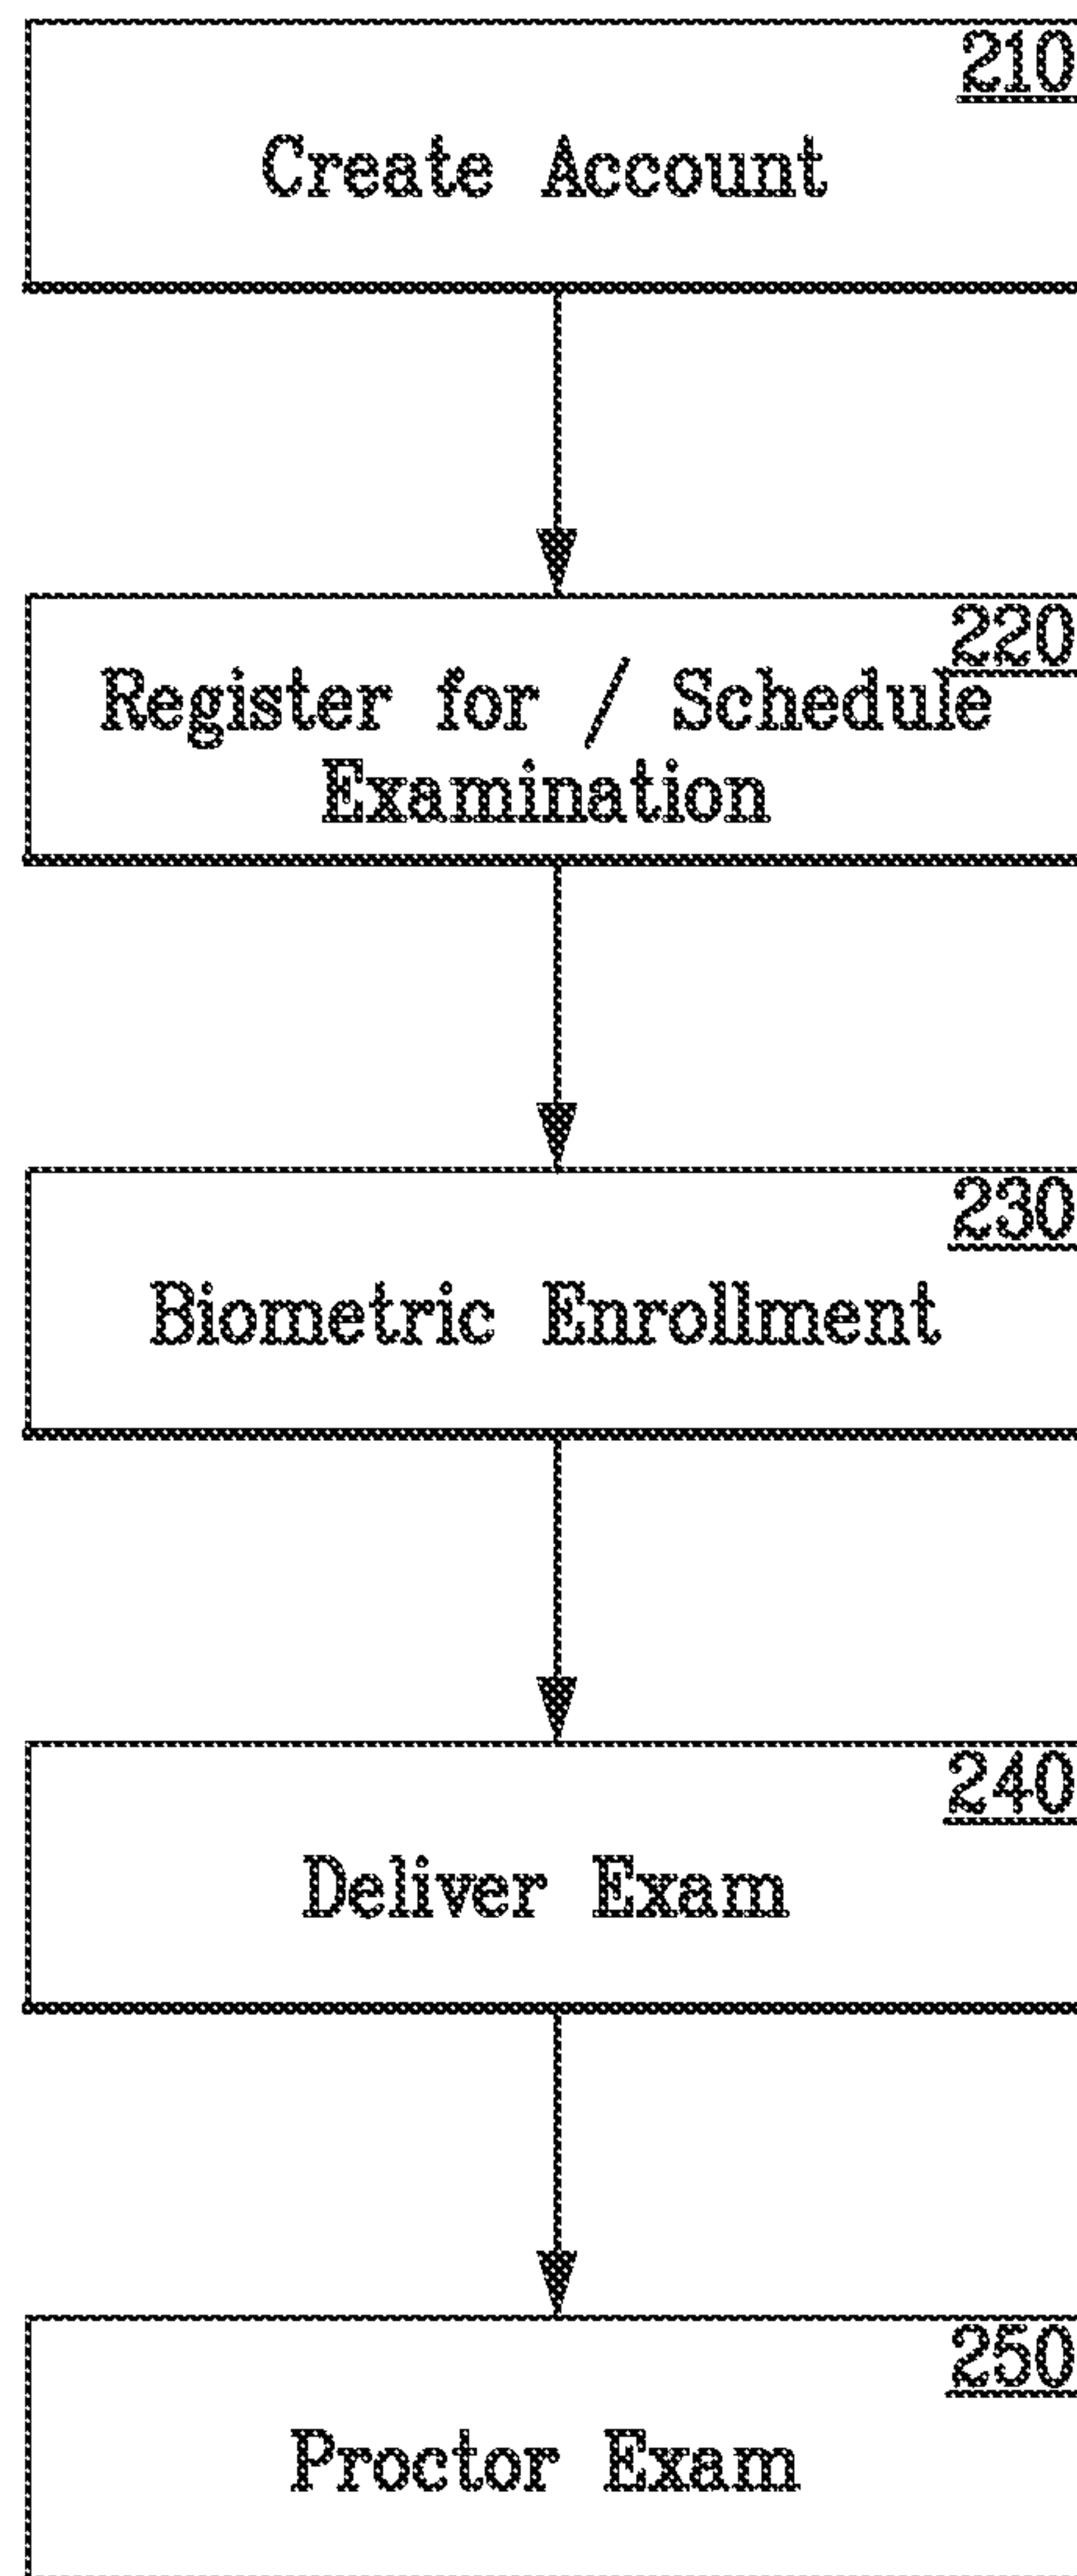 210
Create Account
220
Register for / Schedule
Examination
230
Biometric Enrollment
240
Deliver Exam
250
Proctor Exam